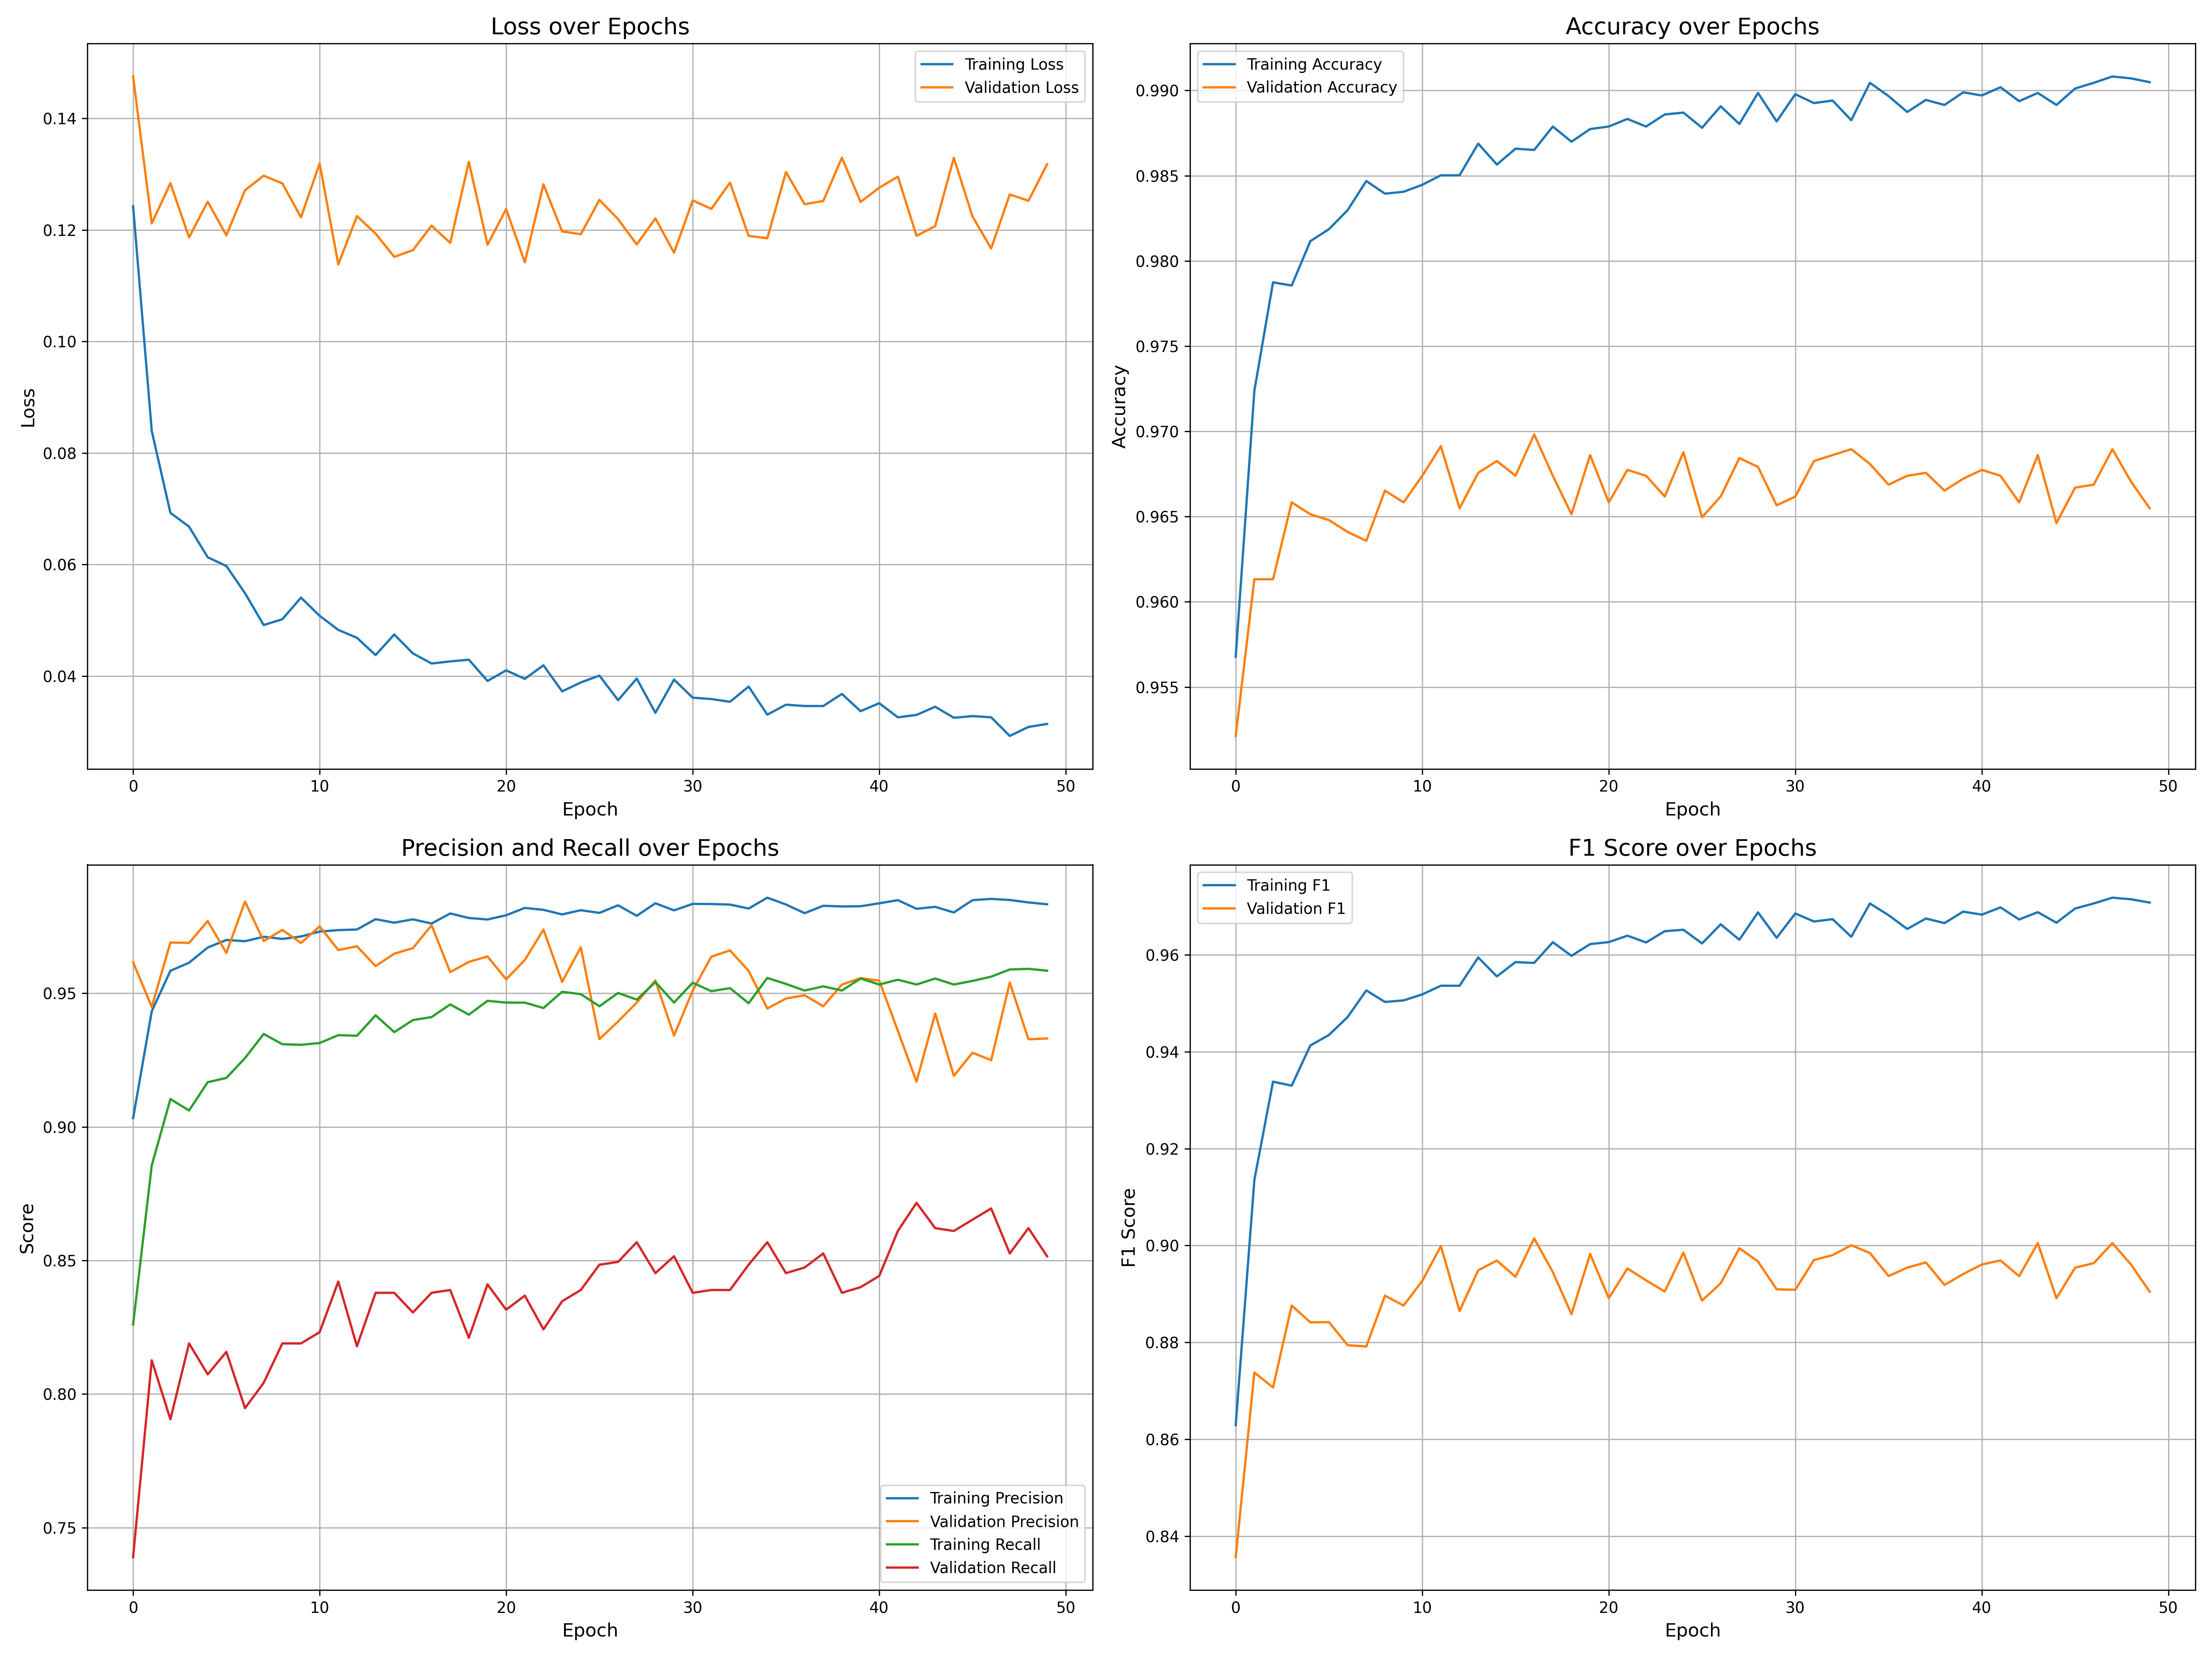 Loss over Epochs
Training Loss
Validation Loss
0.14
0.12
0.10
0.08
0.06
0.04
Loss
0 10 20 30 40 50
Epoch
Accuracy over Epochs
Training Accuracy
Validation Accuracy
0.990
0.985
0.980
0.975
0.970
0.965
0.960
0.955
Accuracy
0 10 20 30 40 50
Epoch
Precision and Recall over Epochs
0.95
0.90
0.85
0.80
0.75
Score
Training Precision
Validation Precision
Training Recall
Validation Recall
0 10 20 30 40 50
Epoch
F1 Score over Epochs
Training F1
Validation F1
0.96
0.94
0.92
0.90
0.88
0.86
0.84
F1 Score
0 10 20 30 40 50
Epoch